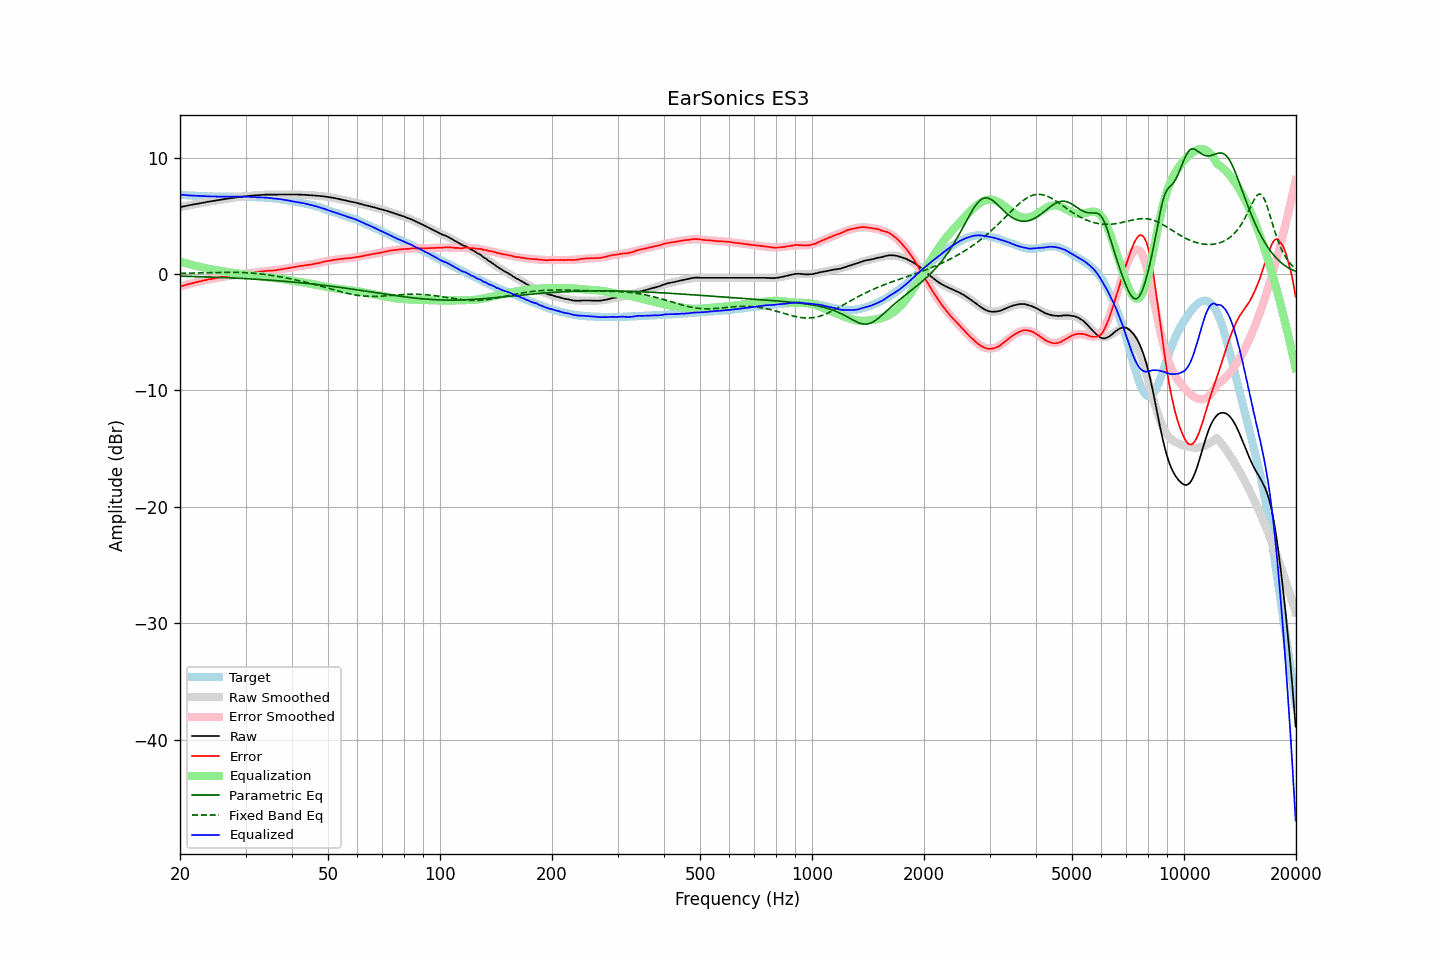 EarSonics ES3
10
0
−10
−20
−30
−40
Amplitude (dBr)
Target
Raw Smoothed
Error Smoothed
Raw
Error
Equalization
Parametric Eq
Fixed Band Eq
Equalized
20 50 100 200 500 1000 2000 5000 10000 20000
Frequency (Hz)